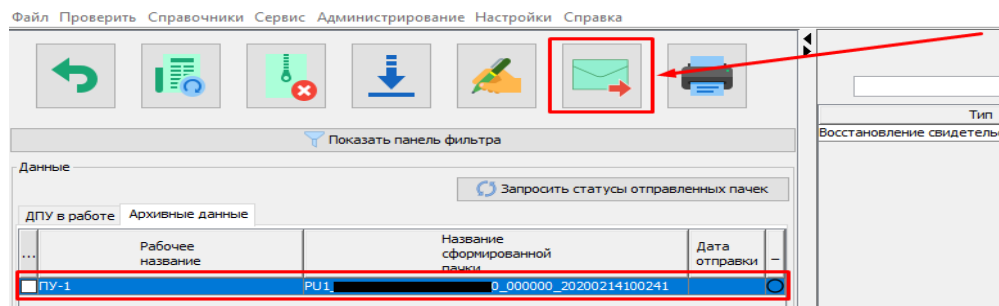 Файл Проверить Справочники Сервис Администрирование Настройки Справка
Показать панель фильтра
Данные
Запросить статусы отправленных пачек
ДПУ в работе Архивные данные
... Рабочее название Название сформированной пачки Дата отправки –
ПУ-1 PU1_ 0_000000_20200214100241
Тип
Восстановление свидетель